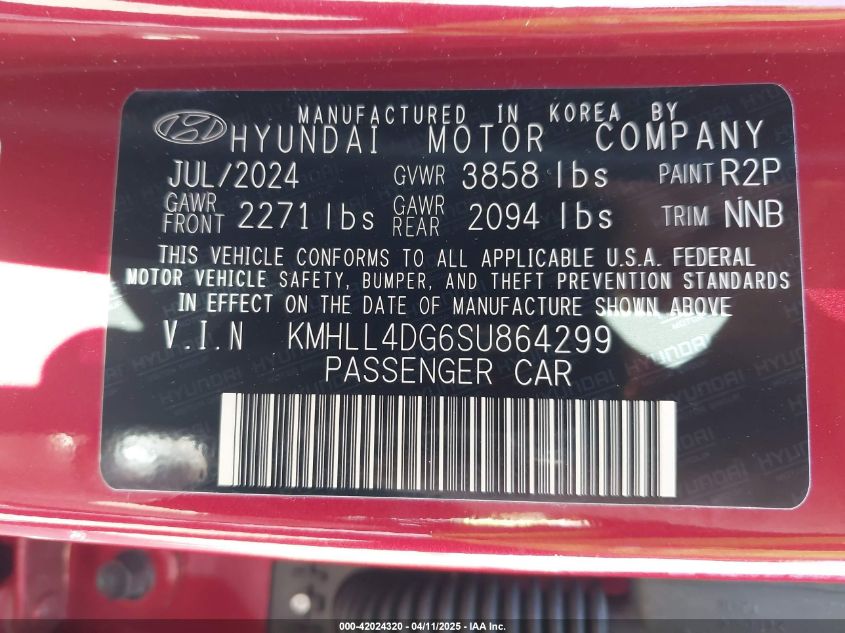 MANUFACTURED IN KOREA BY
HYUNDAI MOTOR COMPANY
JUL/2024 GVWR 3858 lbs PAINT R2P
GAWR FRONT 2271 lbs GAWR REAR 2094 lbs TRIM NNB
THIS VEHICLE CONFORMS TO ALL APPLICABLE U.S.A. FEDERAL
MOTOR VEHICLE SAFETY, BUMPER, AND THEFT PREVENTION STANDARDS
IN EFFECT ON THE DATE OF MANUFACTURE SHOWN ABOVE
V.I.N KMHLL4DG6SU864299
PASSENGER CAR
000-42024320 - 04/11/2025 - IAA Inc.